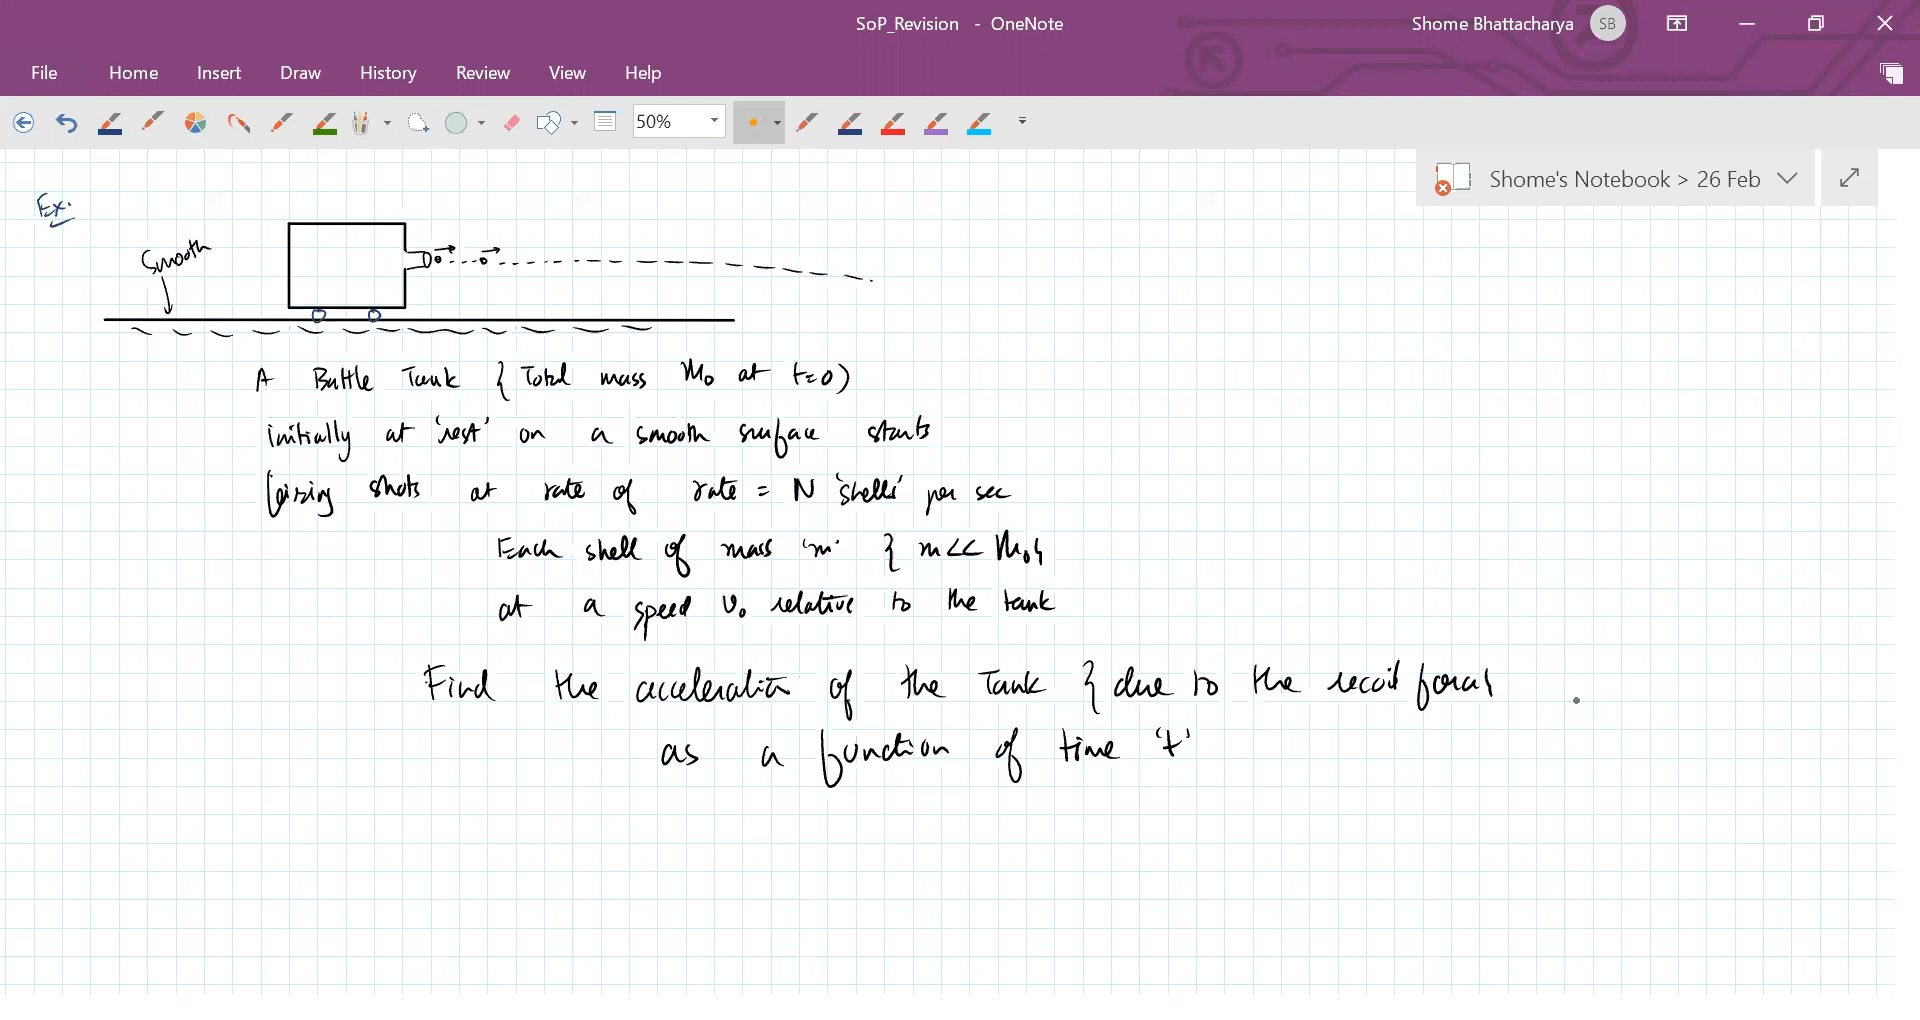 SoP_Revision - OneNote
Shome Bhattacharya SB
File Home Insert Draw History Review View Help
50%
Shome's Notebook > 26 Feb
Ex.
Smooth
A Battle Tank { Total mass M₀ at t=0)
initially at 'rest' on a smooth surface starts
firing shots at rate of rate = N 'shells' per sec
Each shell of mass 'm' { m<< M₀}
at a speed v₀ relative to the tank
Find the acceleration of the Tank { due to the recoil force}
as a function of time 't'